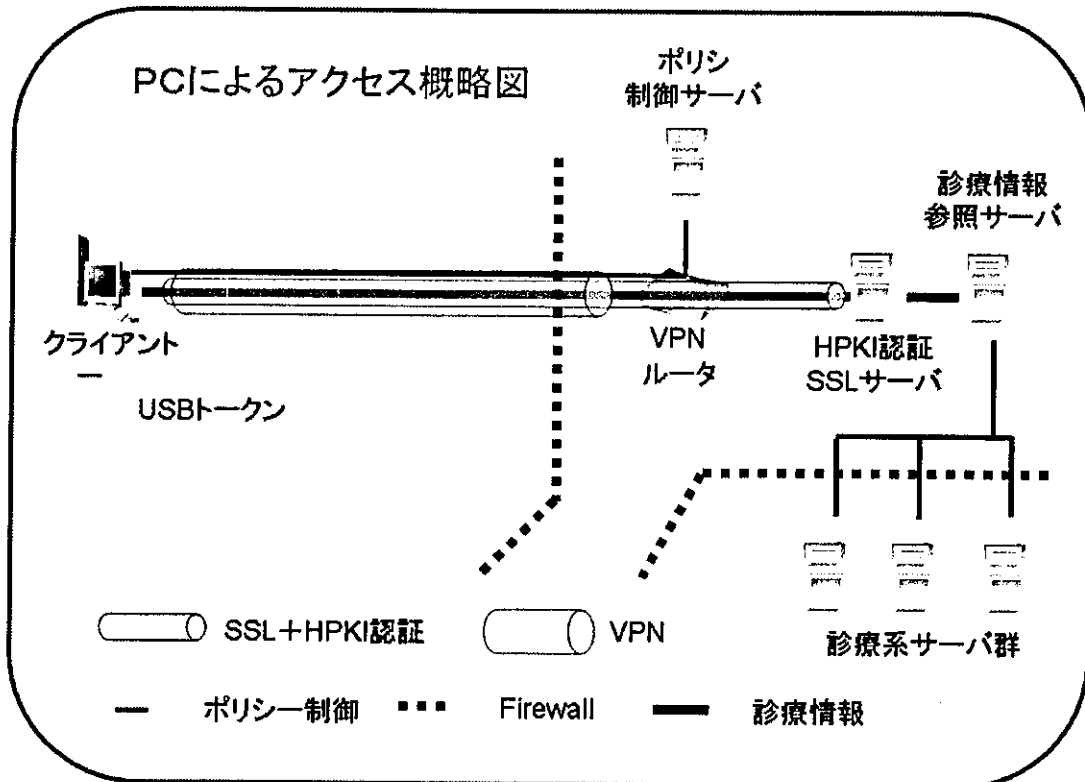 PCによるアクセス概略図
ポリシ
制御サーバ
診療情報
参照サーバ
クライアント
USBトークン
VPN
ルータ
HPKI認証
SSLサーバ
診療系サーバ群
SSL＋HPKI認証
VPN
ポリシー制御
Firewall
診療情報